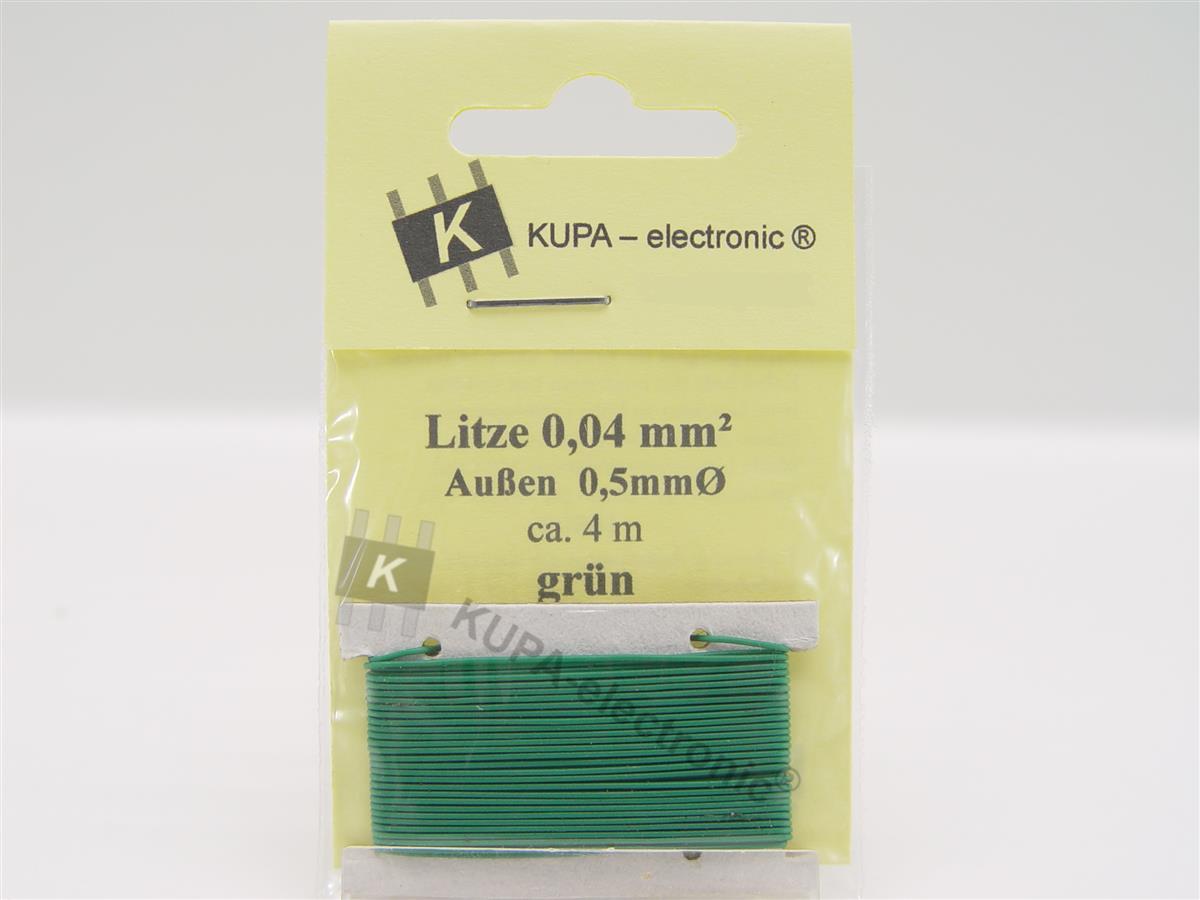 K
KUPA – electronic ®
Litze 0,04 mm²
Außen 0,5mmØ
ca. 4 m
grün
K
KUPA-electronic®